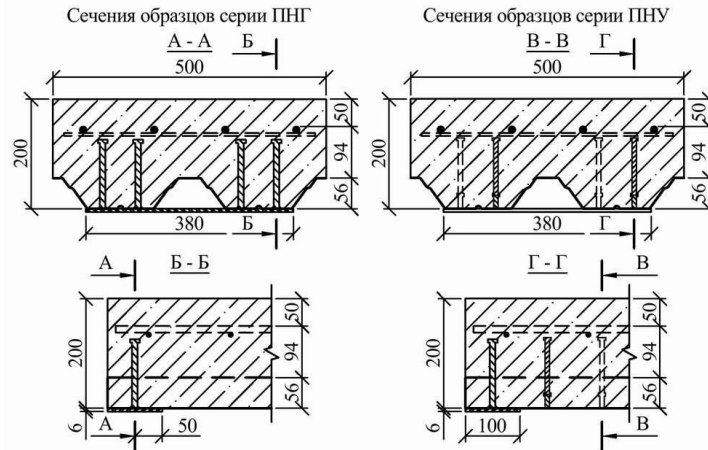 Сечения образцов серии ПНГ
Сечения образцов серии ПНУ
А - А
Б
500
200
50
94
56
380
Б
В - В
Г
500
200
50
94
56
380
Г
А
Б - Б
200
50
94
56
6
А
50
Г - Г
В
200
50
94
56
6
100
В